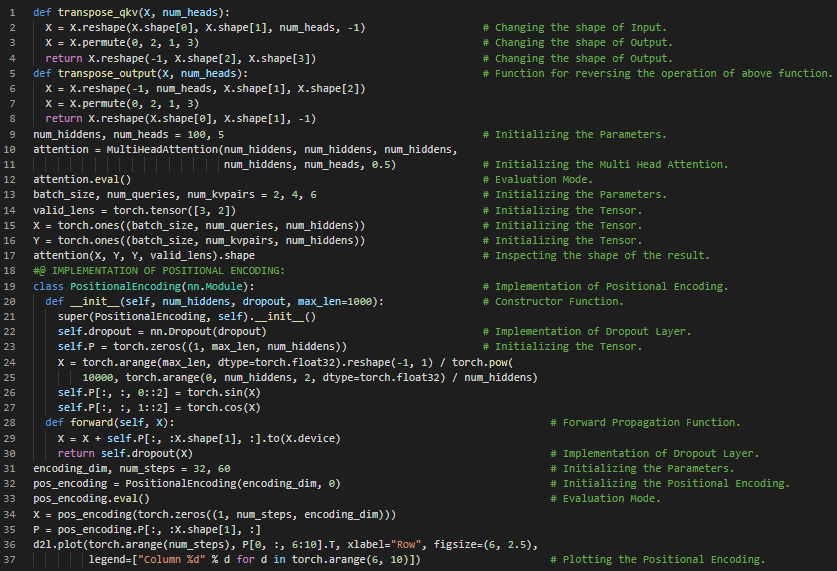 1 def transpose_qkv(X, num_heads):
2   X = X.reshape(X.shape[0], X.shape[1], num_heads, -1)                   # Changing the shape of Input.
3   X = X.permute(0, 2, 1, 3)                                              # Changing the shape of Output.
4   return X.reshape(-1, X.shape[2], X.shape[3])                           # Changing the shape of Output.
5 def transpose_output(X, num_heads):                                      # Function for reversing the operation of above function.
6   X = X.reshape(-1, num_heads, X.shape[1], X.shape[2])
7   X = X.permute(0, 2, 1, 3)
8   return X.reshape(X.shape[0], X.shape[1], -1)
9 num_hiddens, num_heads = 100, 5                                          # Initializing the Parameters.
10 attention = MultiHeadAttention(num_hiddens, num_hiddens, num_hiddens,
11                                num_hiddens, num_heads, 0.5)             # Initializing the Multi Head Attention.
12 attention.eval()                                                        # Evaluation Mode.
13 batch_size, num_queries, num_kvpairs = 2, 4, 6                          # Initializing the Parameters.
14 valid_lens = torch.tensor([3, 2])                                       # Initializing the Tensor.
15 X = torch.ones((batch_size, num_queries, num_hiddens))                  # Initializing the Tensor.
16 Y = torch.ones((batch_size, num_kvpairs, num_hiddens))                  # Initializing the Tensor.
17 attention(X, Y, Y, valid_lens).shape                                    # Inspecting the shape of the result.
18 #@ IMPLEMENTATION OF POSITIONAL ENCODING:
19 class PositionalEncoding(nn.Module):                                    # Implementation of Positional Encoding.
20   def __init__(self, num_hiddens, dropout, max_len=1000):               # Constructor Function.
21     super(PositionalEncoding, self).__init__()
22     self.dropout = nn.Dropout(dropout)                                  # Implementation of Dropout Layer.
23     self.P = torch.zeros((1, max_len, num_hiddens))                     # Initializing the Tensor.
24     X = torch.arange(max_len, dtype=torch.float32).reshape(-1, 1) / torch.pow(
25         10000, torch.arange(0, num_hiddens, 2, dtype=torch.float32) / num_hiddens)
26     self.P[:, :, 0::2] = torch.sin(X)
27     self.P[:, :, 1::2] = torch.cos(X)
28   def forward(self, X):                                                            # Forward Propagation Function.
29     X = X + self.P[:, :X.shape[1], :].to(X.device)
30     return self.dropout(X)                                                         # Implementation of Dropout Layer.
31 encoding_dim, num_steps = 32, 60                                                   # Initializing the Parameters.
32 pos_encoding = PositionalEncoding(encoding_dim, 0)                                 # Initializing the Positional Encoding.
33 pos_encoding.eval()                                                                # Evaluation Mode.
34 X = pos_encoding(torch.zeros((1, num_steps, encoding_dim)))
35 P = pos_encoding.P[:, :X.shape[1], :]
36 d2l.plot(torch.arange(num_steps), P[0, :, 6:10].T, xlabel="Row", figsize=(6, 2.5),
37          legend=["Column %d" % d for d in torch.arange(6, 10)])                    # Plotting the Positional Encoding.